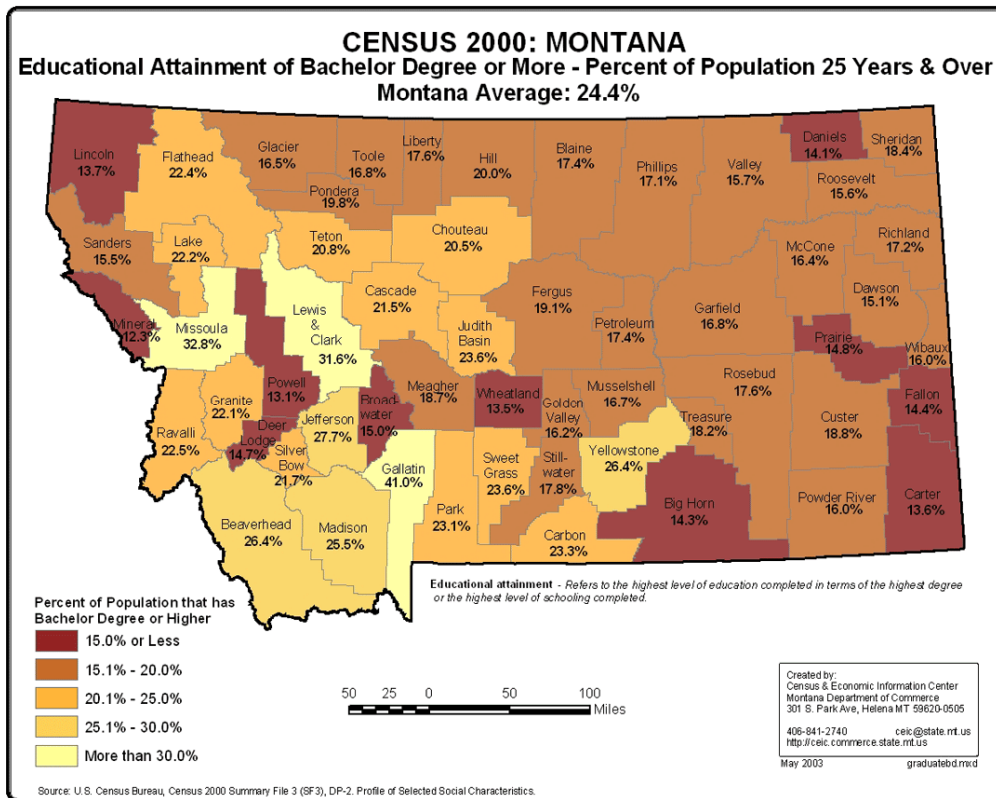 CENSUS 2000: MONTANA
Educational Attainment of Bachelor Degree or More - Percent of Population 25 Years & Over
Montana Average: 24.4%
Lincoln
13.7%
Flathead
22.4%
Glacier
16.5%
Toole
16.8%
Liberty
17.6%
Hill
20.0%
Blaine
17.4%
Phillips
17.1%
Valley
15.7%
Daniels
14.1%
Sheridan
18.4%
Roosevelt
15.6%
Pondera
19.8%
Sanders
15.5%
Lake
22.2%
Teton
20.8%
Chouteau
20.5%
McCone
16.4%
Richland
17.2%
Dawson
15.1%
Mineral
12.3%
Missoula
32.8%
Lewis
&
Clark
31.6%
Cascade
21.5%
Judith
Basin
23.6%
Fergus
19.1%
Petroleum
17.4%
Garfield
16.8%
Prairie
14.8%
Wibaux
16.0%
Ravalli
22.5%
Granite
22.1%
Powell
13.1%
Deer
Lodge
14.7%
Silver
Bow
21.7%
Jefferson
27.7%
Broad-
water
15.0%
Meagher
18.7%
Wheatland
13.5%
Goldon
Valley
16.2%
Musselshell
16.7%
Treasure
18.2%
Rosebud
17.6%
Custer
18.8%
Fallon
14.4%
Gallatin
41.0%
Sweet
Grass
23.6%
Still-
water
17.8%
Yellowstone
26.4%
Beaverhead
26.4%
Madison
25.5%
Park
23.1%
Carbon
23.3%
Big Horn
14.3%
Powder River
16.0%
Carter
13.6%
Educational attainment - Refers to the highest level of education completed in terms of the highest degree
or the highest level of schooling completed.
Percent of Population that has
Bachelor Degree or Higher
15.0% or Less
15.1% - 20.0%
20.1% - 25.0%
25.1% - 30.0%
More than 30.0%
50 25 0 50 100
Miles
Created by:
Census & Economic Information Center
Montana Department of Commerce
301 S. Park Ave, Helena MT 59620-0505
406-841-2740 ceic@state.mt.us
http://ceic.commerce.state.mt.us
May 2003 graduatebd.mxd
Source: U.S. Census Bureau, Census 2000 Summary File 3 (SF3), DP-2. Profile of Selected Social Characteristics.